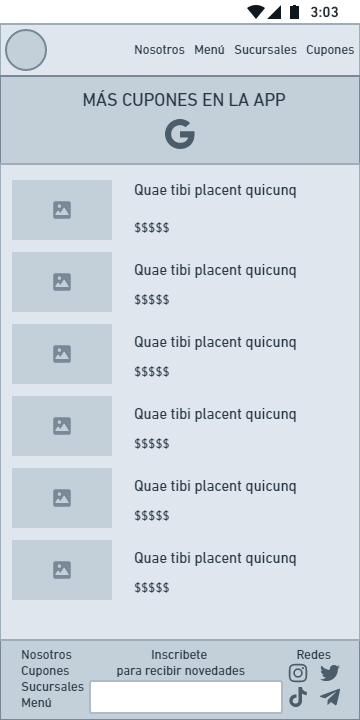 3:03
Nosotros Menú Sucursales Cupones
MÁS CUPONES EN LA APP
G
Quae tibi placent quicunq
$$$$$
Quae tibi placent quicunq
$$$$$
Quae tibi placent quicunq
$$$$$
Quae tibi placent quicunq
$$$$$
Quae tibi placent quicunq
$$$$$
Quae tibi placent quicunq
$$$$$
Nosotros
Cupones
Sucursales
Menú
Inscribete
para recibir novedades
Redes